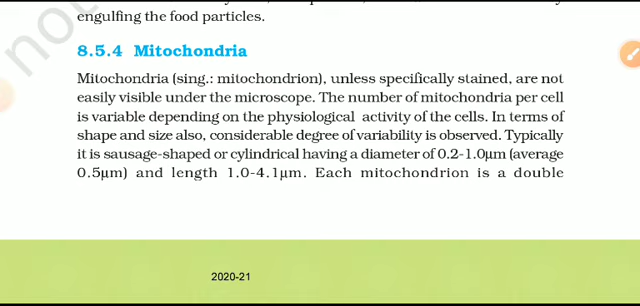 engulfing the food particles.
8.5.4 Mitochondria
Mitochondria (sing.: mitochondrion), unless specifically stained, are not
easily visible under the microscope. The number of mitochondria per cell
is variable depending on the physiological activity of the cells. In terms of
shape and size also, considerable degree of variability is observed. Typically
it is sausage-shaped or cylindrical having a diameter of 0.2-1.0μm (average
0.5μm) and length 1.0-4.1μm. Each mitochondrion is a double
2020-21